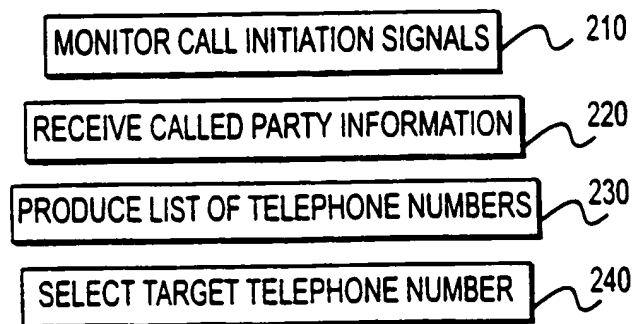 MONITOR CALL INITIATION SIGNALS 210
RECEIVE CALLED PARTY INFORMATION 220
PRODUCE LIST OF TELEPHONE NUMBERS 230
SELECT TARGET TELEPHONE NUMBER 240